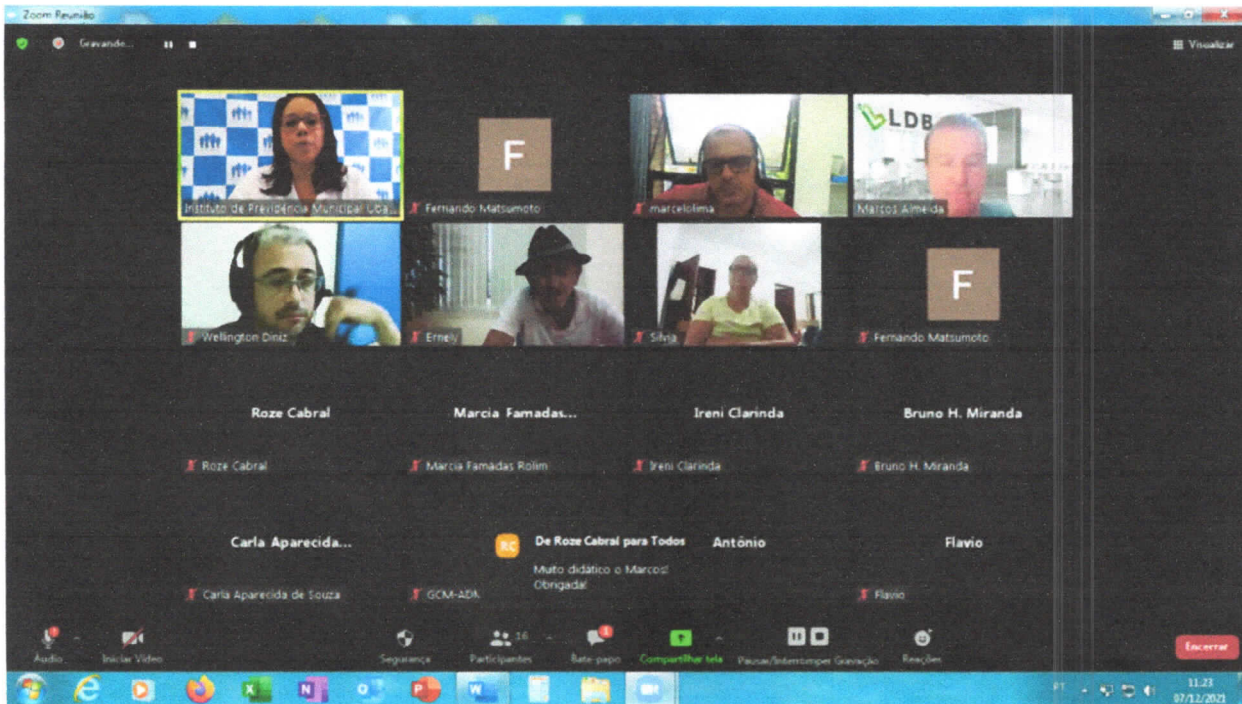 Zoom Reunião
Gravando...
Visualizar
Instituto de Previdência Municipal Uba...
F
Fernando Matsumoto
marcelolima
LDB
Marcos Almeida
Wellington Diniz
Ernely
Silvia
F
Fernando Matsumoto
Roze Cabral
Marcia Famadas...
Ireni Clarinda
Bruno H. Miranda
Roze Cabral
Marcia Famadas Rolim
Ireni Clarinda
Bruno H. Miranda
Carla Aparecida...
RC
De Roze Cabral para Todos
Muito didático o Marcos!
Obrigada!
Antônio
Flavio
Carla Aparecida de Souza
GCM-ADM
Flavio
Áudio
Iniciar Vídeo
Segurança
16
Participantes
1
Bate-papo
Compartilhar tela
Pausar/Interromper Gravação
Reações
Encerrar
PT
11:23
07/12/2021